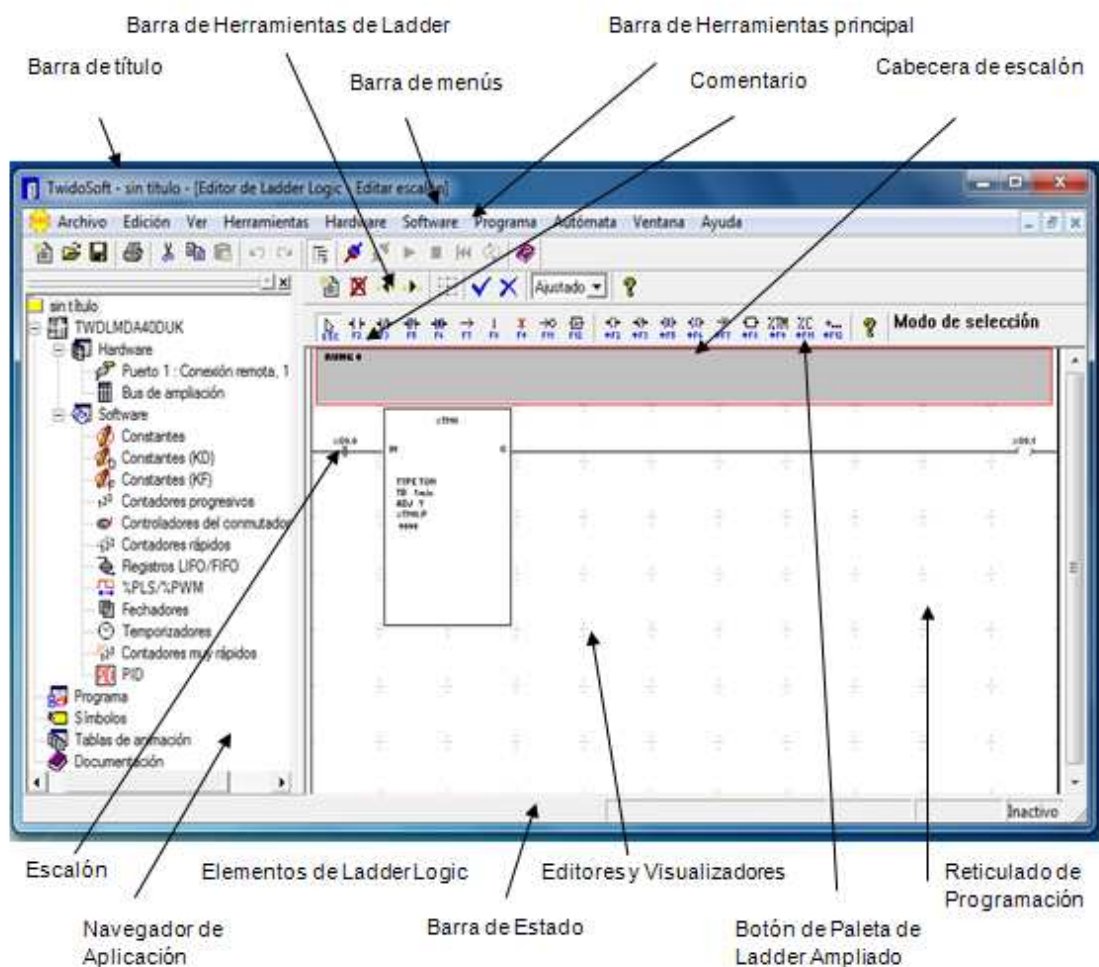 Barra de Herramientas de Ladder
Barra de Herramientas principal
Barra de título
Barra de menús
Comentario
Cabecera de escalón
TwidoSoft - sin título - [Editor de Ladder Logic - Editar escalón]
Archivo Edición Ver Herramientas Hardware Software Programa Autómata Ventana Ayuda
Ajustado
Modo de selección
sin título
TWDLMDA40DUK
Hardware
Puerto 1 : Conexión remota, 1
Bus de ampliación
Software
Constantes
Constantes (KD)
Constantes (KF)
Contadores progresivos
Controladores del conmutador
Contadores rápidos
Registros LIFO/FIFO
%PLS/%PWM
Fechadores
Temporizadores
Contadores muy rápidos
PID
Programa
Símbolos
Tablas de animación
Documentación
TYPE TON
TB 1min
ADJ Y
9999
Inactivo
Escalón
Elementos de Ladder Logic
Editores y Visualizadores
Reticulado de
Programación
Navegador de
Aplicación
Barra de Estado
Botón de Paleta de
Ladder Ampliado